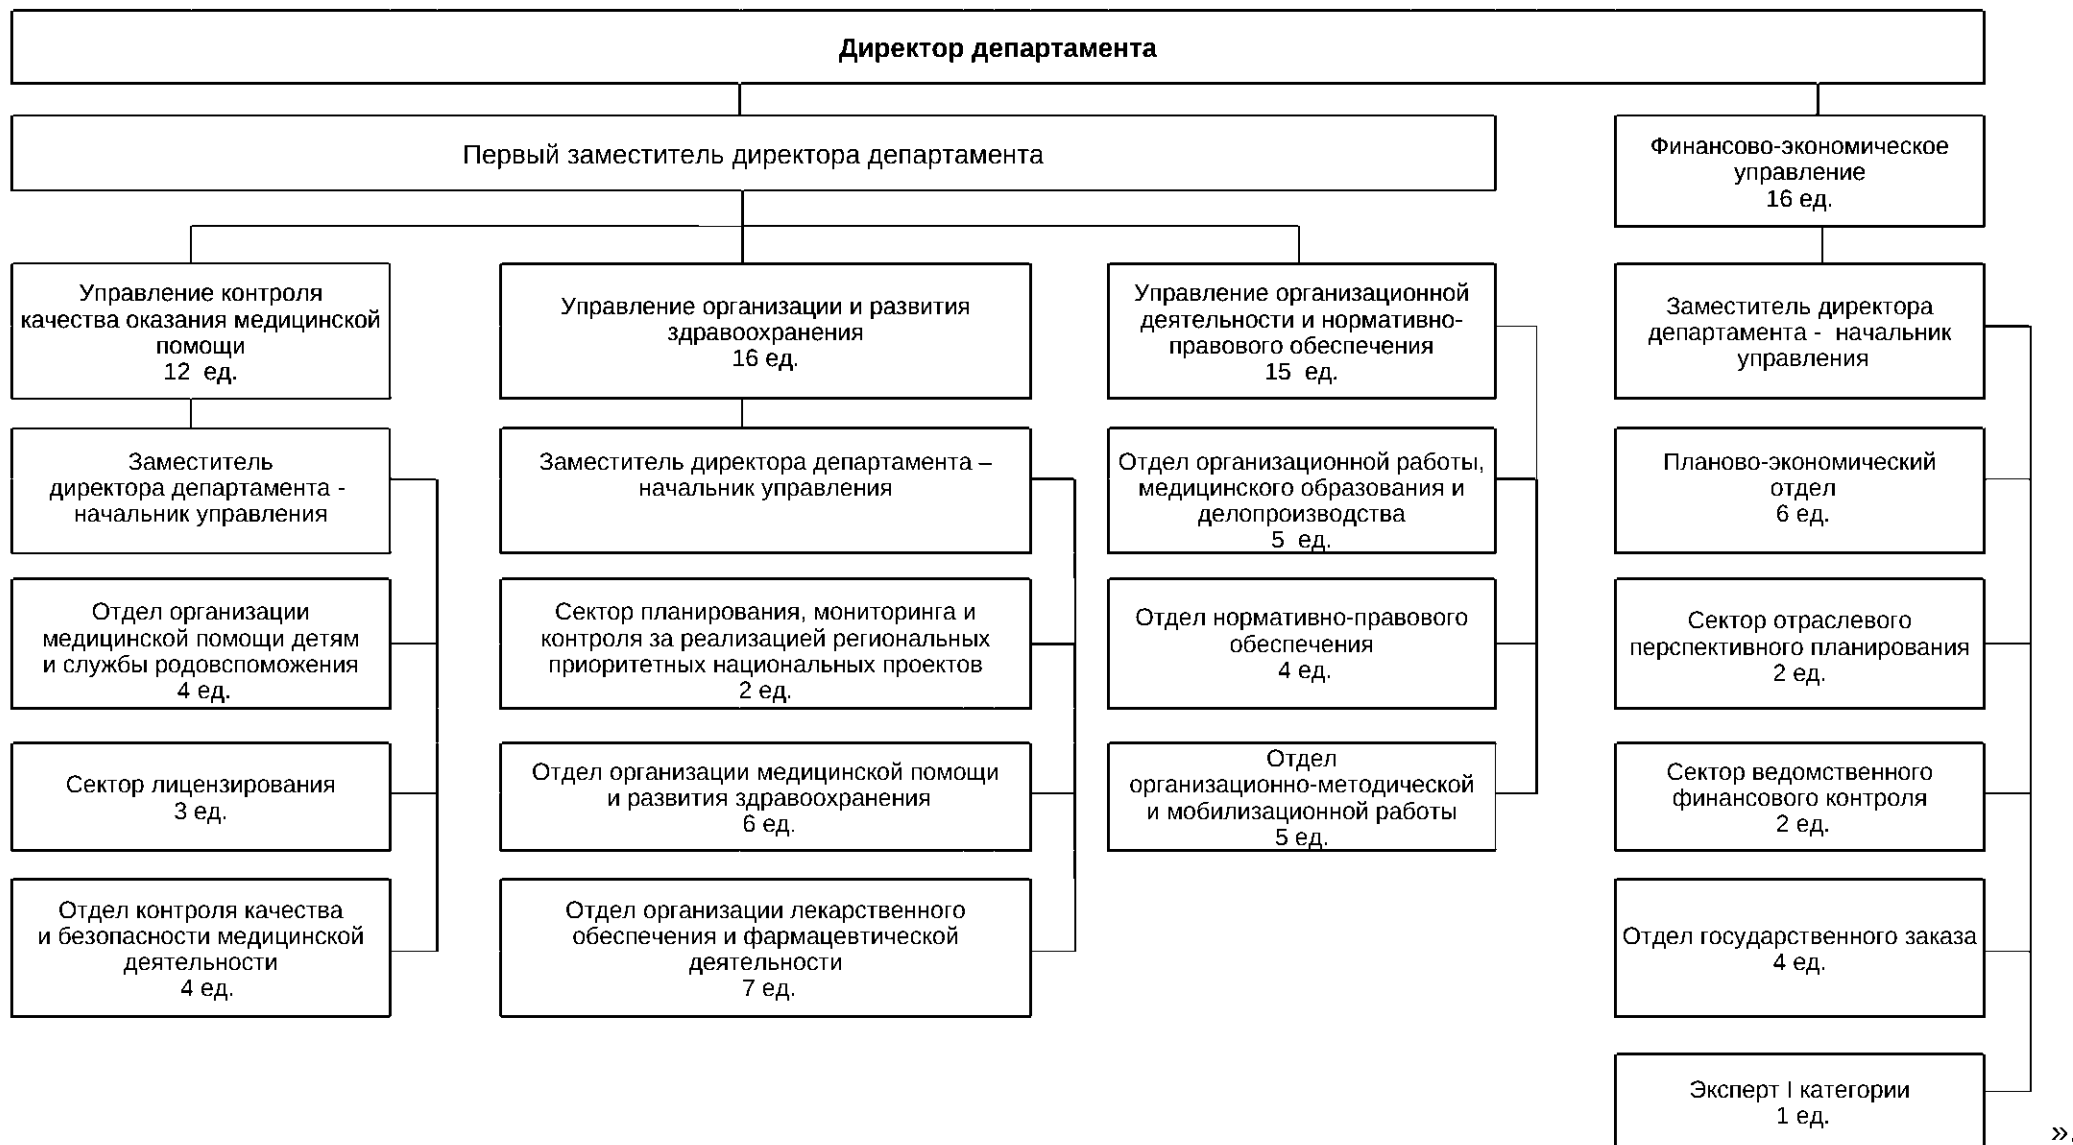 Директор департамента
Первый заместитель директора департамента
Финансово-экономическое
управление
16 ед.
Управление контроля
качества оказания медицинской
помощи
12 ед.
Управление организации и развития
здравоохранения
16 ед.
Управление организационной
деятельности и нормативно-
правового обеспечения
15 ед.
Заместитель директора
департамента - начальник
управления
Заместитель
директора департамента -
начальник управления
Заместитель директора департамента –
начальник управления
Отдел организационной работы,
медицинского образования и
делопроизводства
5 ед.
Планово-экономический
отдел
6 ед.
Отдел организации
медицинской помощи детям
и службы родовспоможения
4 ед.
Сектор планирования, мониторинга и
контроля за реализацией региональных
приоритетных национальных проектов
2 ед.
Отдел нормативно-правового
обеспечения
4 ед.
Сектор отраслевого
перспективного планирования
2 ед.
Сектор лицензирования
3 ед.
Отдел организации медицинской помощи
и развития здравоохранения
6 ед.
Отдел
организационно-методической
и мобилизационной работы
5 ед.
Сектор ведомственного
финансового контроля
2 ед.
Отдел контроля качества
и безопасности медицинской
деятельности
4 ед.
Отдел организации лекарственного
обеспечения и фармацевтической
деятельности
7 ед.
Отдел государственного заказа
4 ед.
Эксперт I категории
1 ед.
».